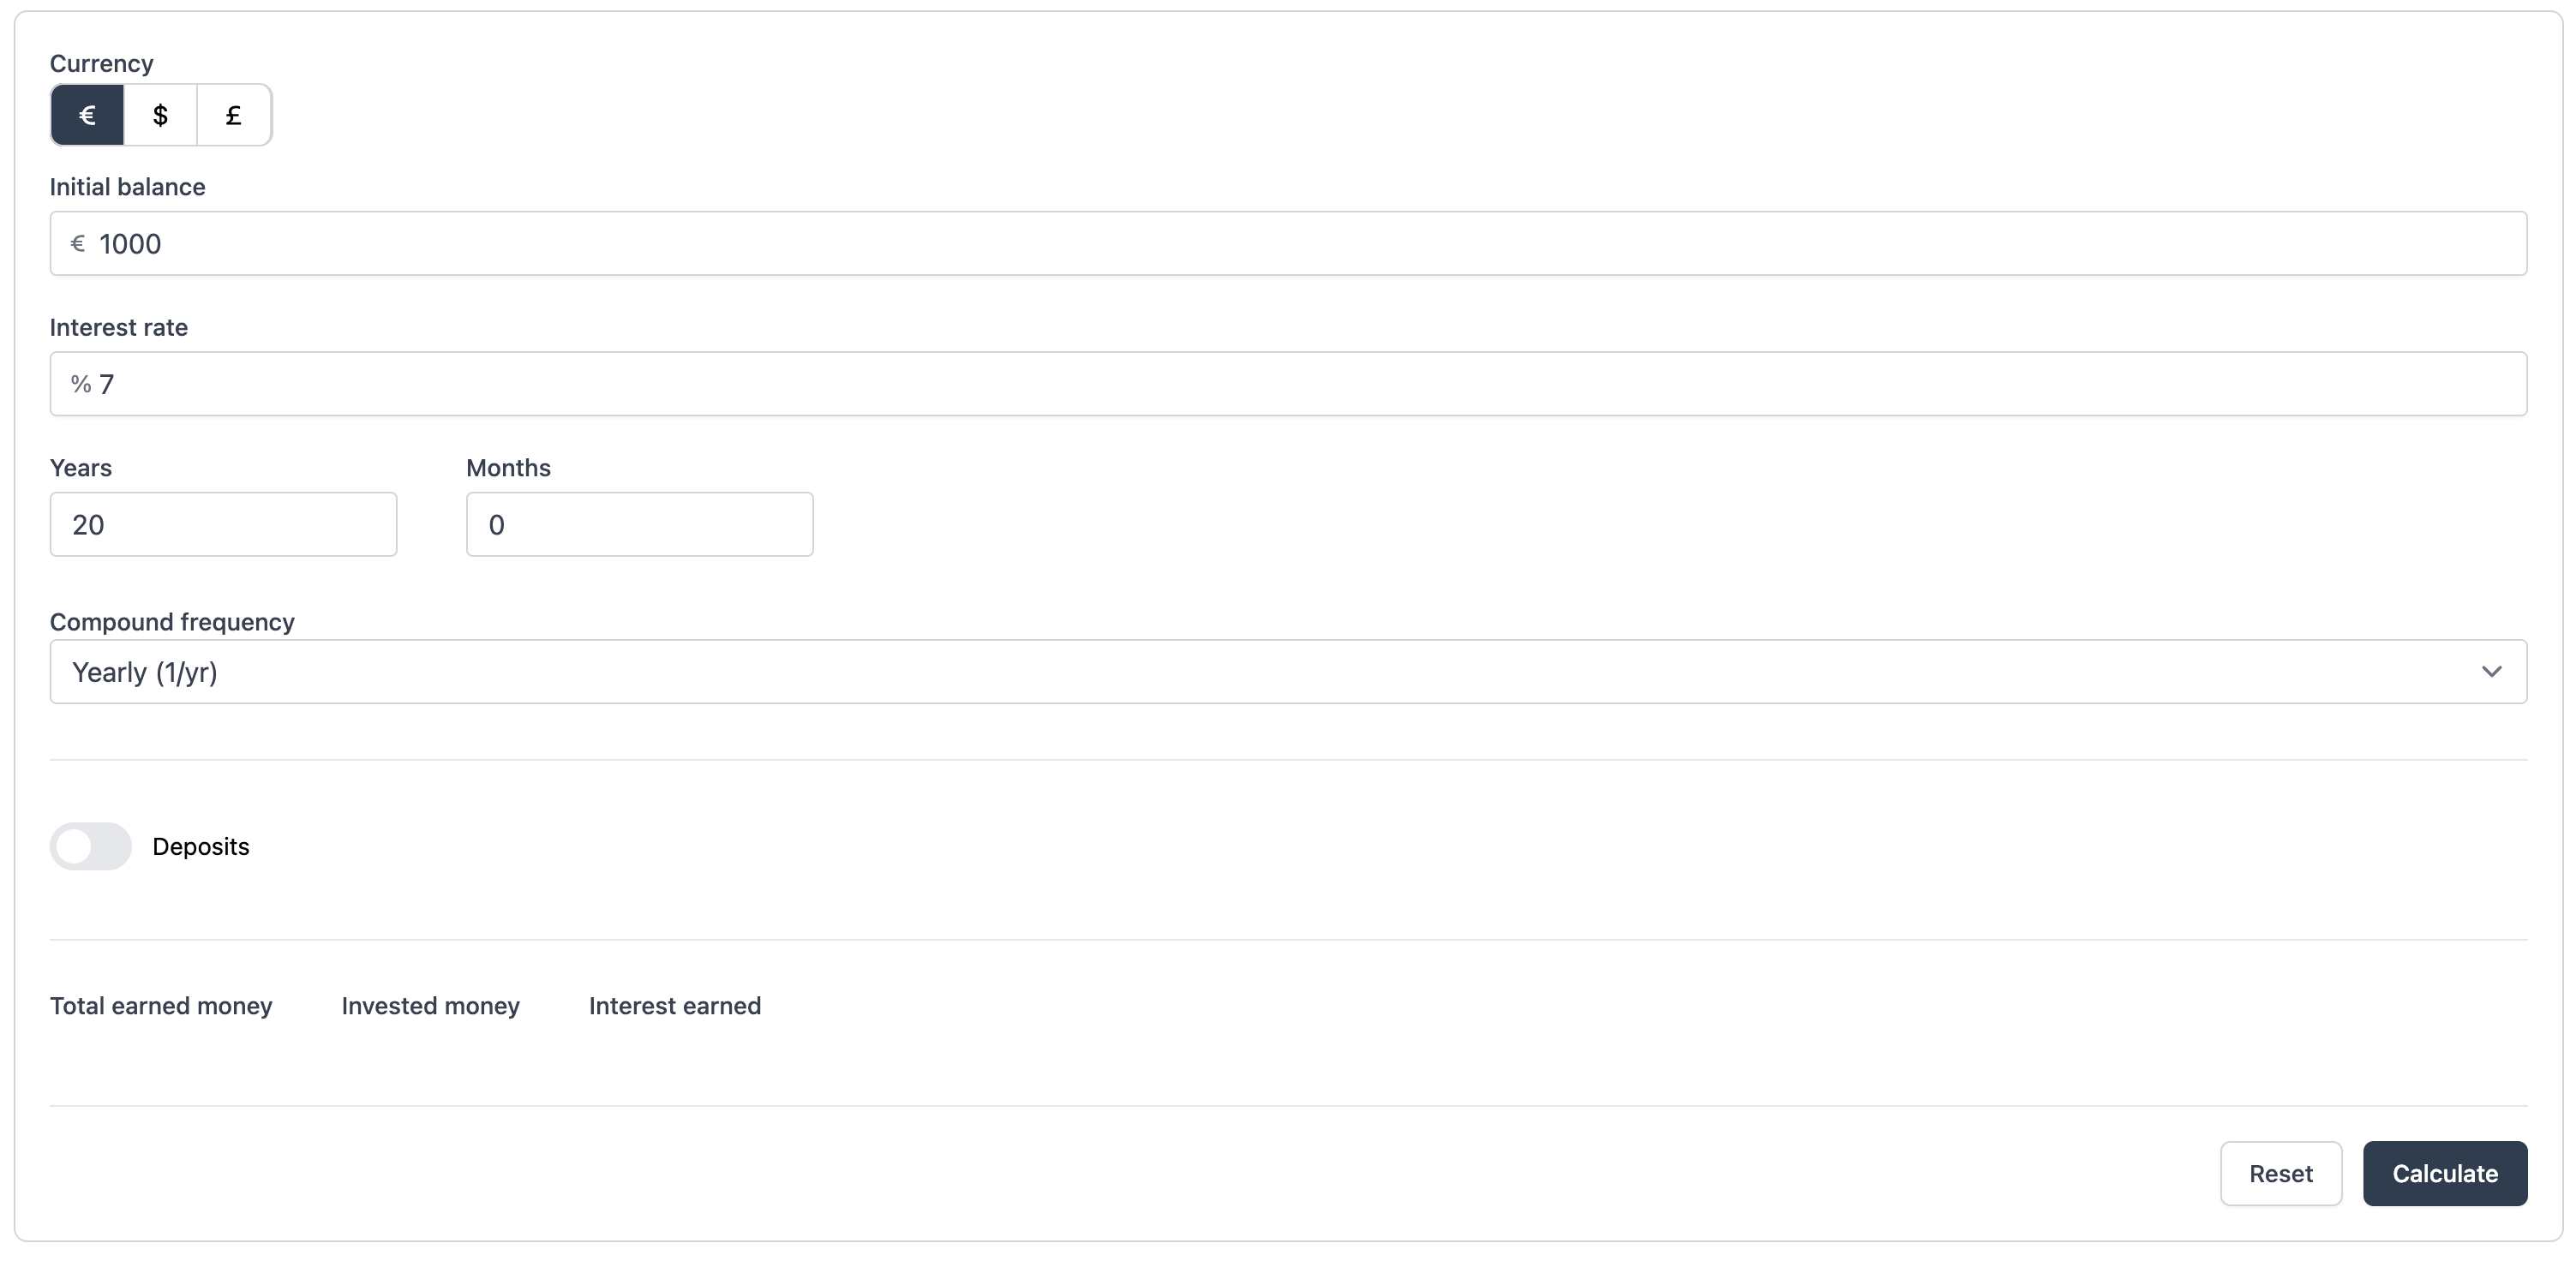 Currency
€ $ £
Initial balance
€ 1000
Interest rate
% 7
Years Months
20 0
Compound frequency
Yearly (1/yr)
Deposits
Total earned money Invested money Interest earned
Reset Calculate